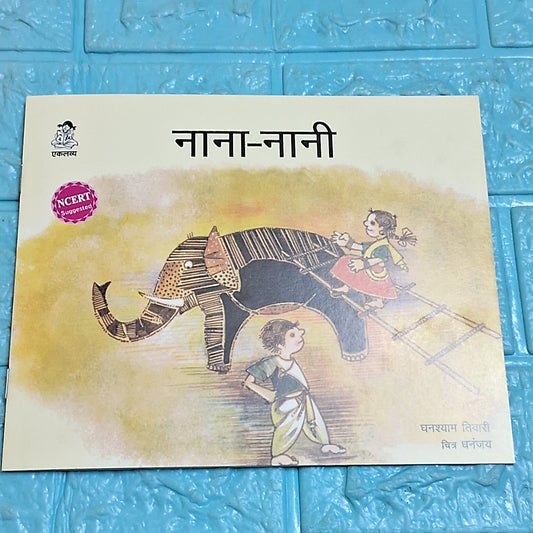 नाना-नानी
एकलव्य
NCERT
Suggested
घनश्याम तिवारी
चित्र धनंजय